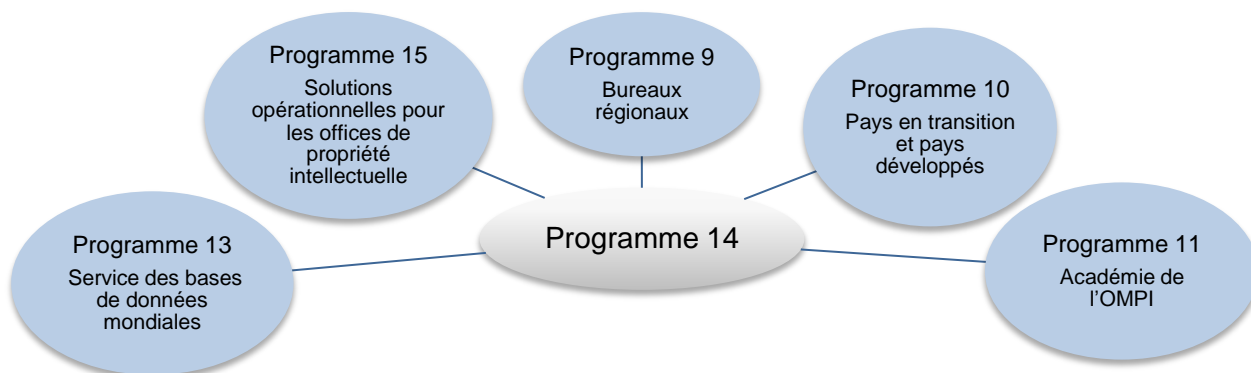 Programme 15
Solutions
opérationnelles pour
les offices de
propriété
intellectuelle
Programme 9
Bureaux
régionaux
Programme 10
Pays en transition
et pays
développés
Programme 13
Service des bases
de données
mondiales
Programme 14
Programme 11
Académie de
l’OMPI